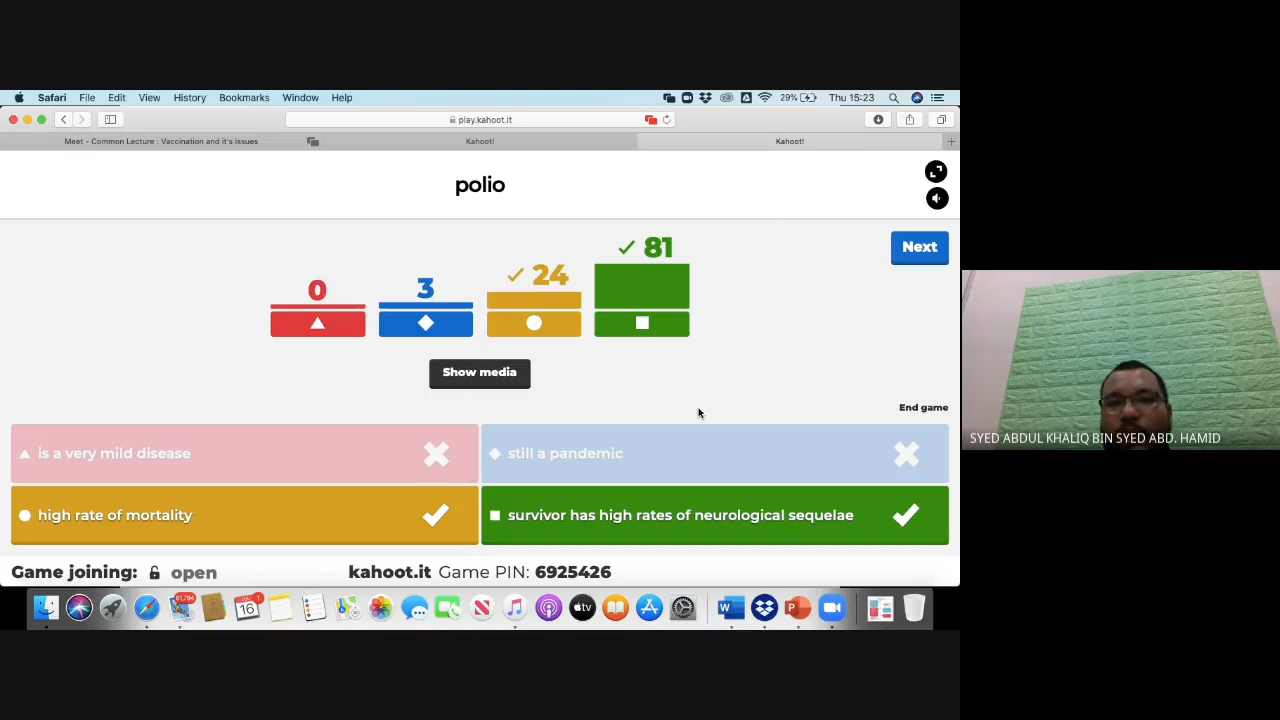 Safari File Edit View History Bookmarks Window Help 29% Thu 15:23
play.kahoot.it
Meet - Common Lecture : Vaccination and it's issues Kahoot! Kahoot!
polio
Next
0 3 24 81
Show media
End game
is a very mild disease
still a pandemic
high rate of mortality
survivor has high rates of neurological sequelae
Game joining: open kahoot.it Game PIN: 6925426
16
tv
SYED ABDUL KHALIQ BIN SYED ABD. HAMID